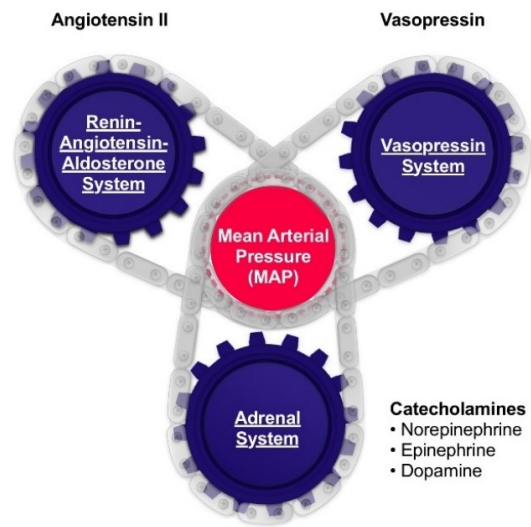 Angiotensin II
Vasopressin
Renin-
Angiotensin-
Aldosterone
System
Vasopressin
System
Mean Arterial
Pressure
(MAP)
Adrenal
System
Catecholamines
• Norepinephrine
• Epinephrine
• Dopamine